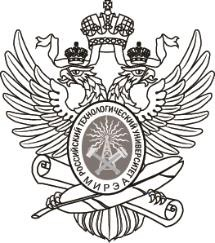 РОССИЙСКИЙ ТЕХНОЛОГИЧЕСКИЙ УНИВЕРСИТЕТ
МИРЭА